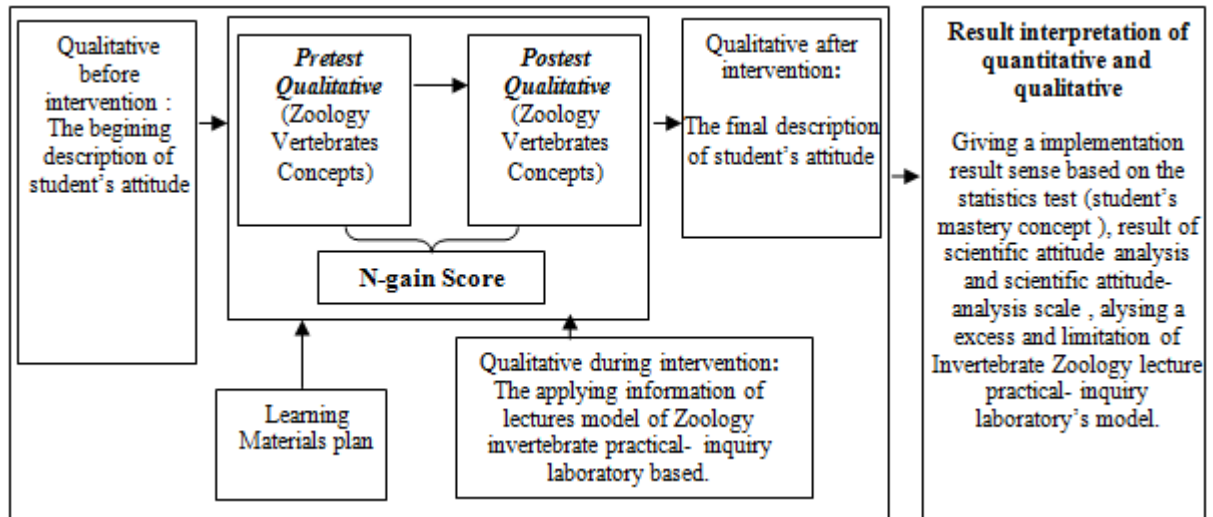 Qualitative
before
intervention :
The begining
description of
student's attitude
Pretest
Qualitative
(Zoology
Vertebrates
Concepts)
Postest
Qualitative
(Zoology
Vertebrates
Concepts)
N-gain Score
Qualitative after
intervention:
The final description
of student's attitude
Learning
Materials plan
Qualitative during intervention:
The applying information of
lectures model of Zoology
invertebrate practical- inquiry
laboratory based.
Result interpretation of
quantitative and
qualitative
Giving a implementation
result sense based on the
statistics test (student's
mastery concept ), result of
scientific attitude analysis
and scientific attitude-
analysis scale , alysing a
excess and limitation of
Invertebrate Zoology lecture
practical- inquiry
laboratory's model.